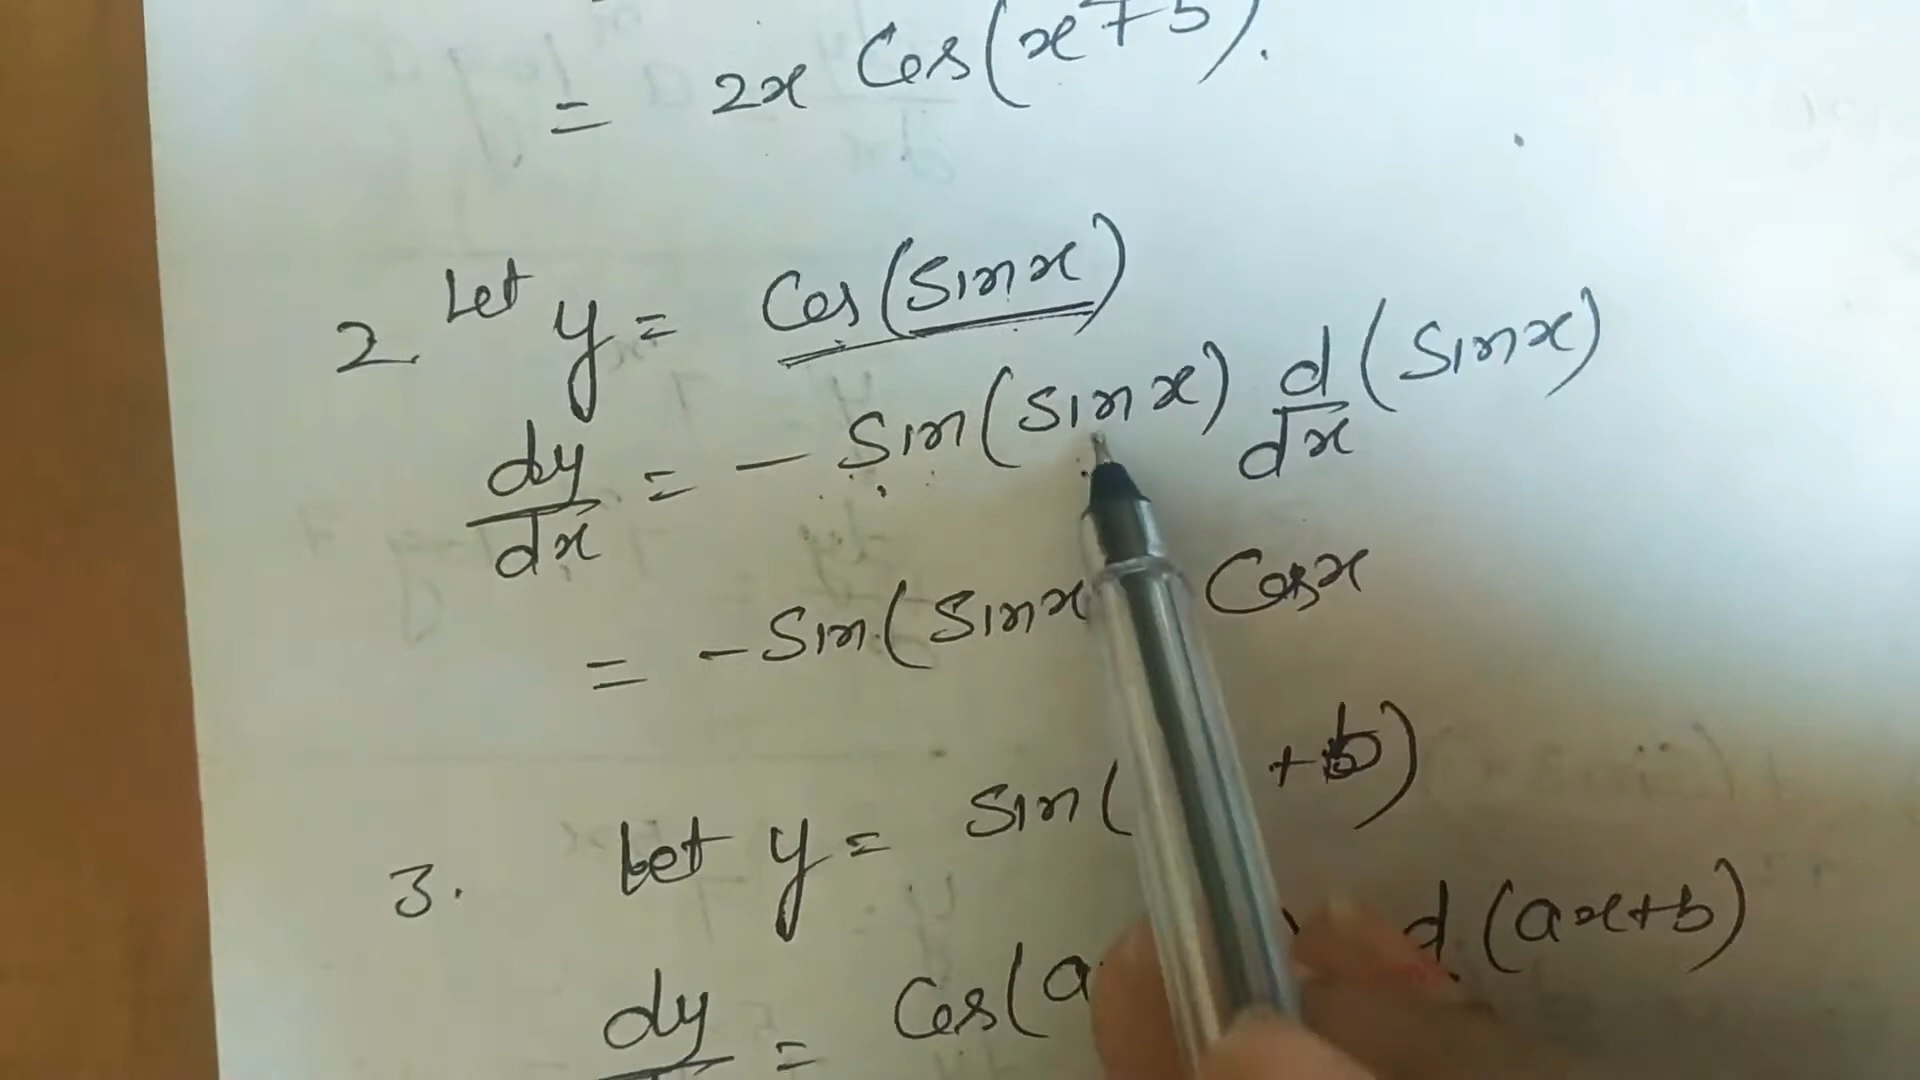 = 2x Cos(x²+5).
2. Let y = Cos(Sinx)
dy/dx = - Sin(Sinx) d/dx (Sinx)
= -Sin(Sinx Cosx
3. Let y = Sin( +b)
dy = Cos(a d (ax+b)